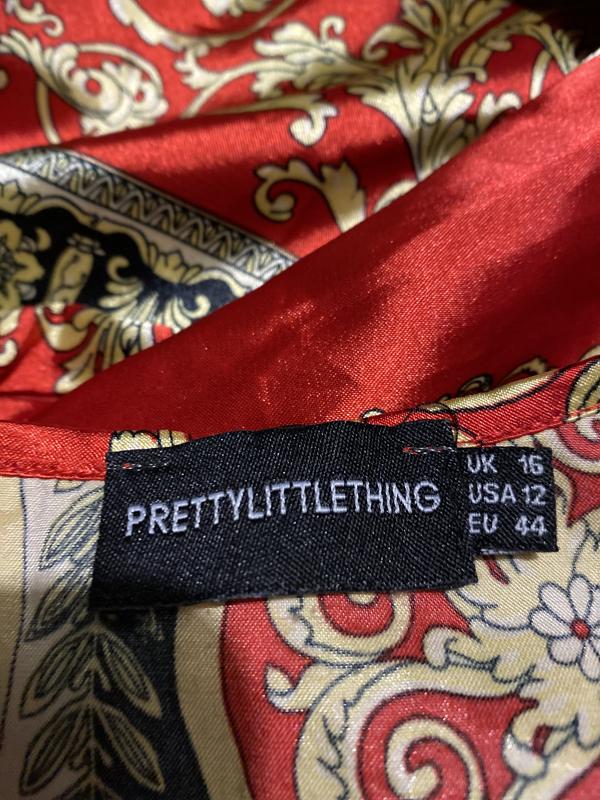 PRETTYLITTLETHING
UK 16
USA 12
EU 44